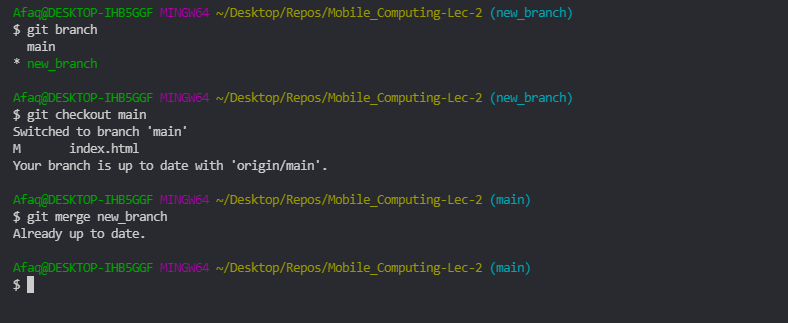 Afaq@DESKTOP-IHB5GGF MINGW64 ~/Desktop/Repos/Mobile_Computing-Lec-2 (new_branch)
$ git branch
  main
* new_branch

Afaq@DESKTOP-IHB5GGF MINGW64 ~/Desktop/Repos/Mobile_Computing-Lec-2 (new_branch)
$ git checkout main
Switched to branch 'main'
M       index.html
Your branch is up to date with 'origin/main'.

Afaq@DESKTOP-IHB5GGF MINGW64 ~/Desktop/Repos/Mobile_Computing-Lec-2 (main)
$ git merge new_branch
Already up to date.

Afaq@DESKTOP-IHB5GGF MINGW64 ~/Desktop/Repos/Mobile_Computing-Lec-2 (main)
$